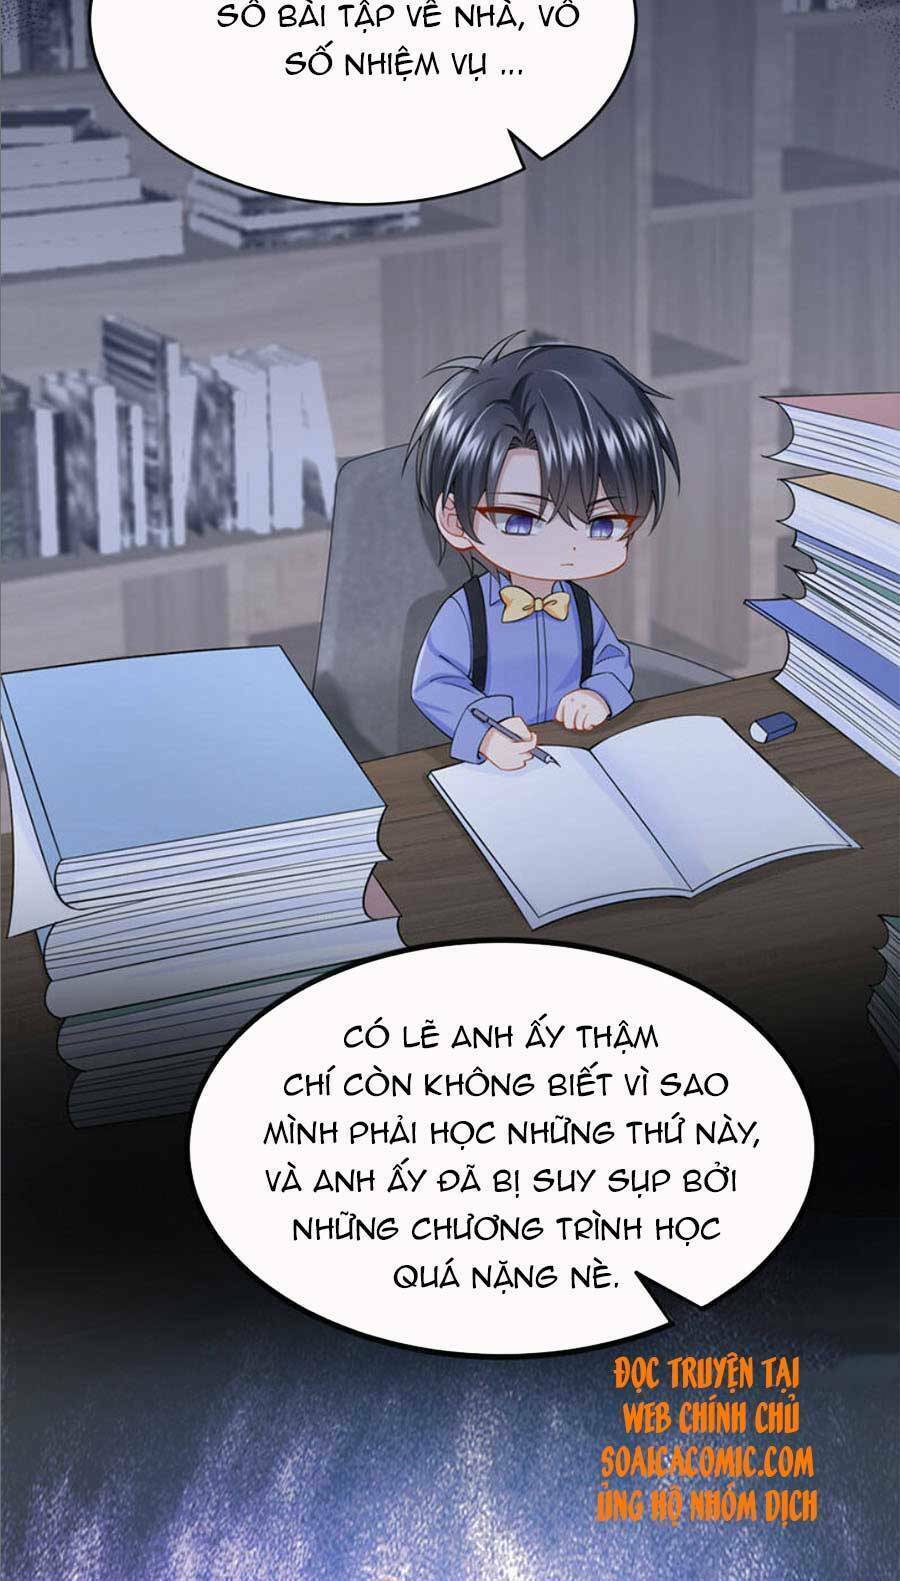 SỐ BÀI TẬP VỀ NHÀ, VÔ
SỐ NHIỆM VỤ ...
CÓ LẼ ANH ẤY THẬM
CHÍ CÒN KHÔNG BIẾT VÌ SAO
MÌNH PHẢI HỌC NHỮNG THỨ NÀY,
VÀ ANH ẤY ĐÃ BỊ SUY SỤP BỞI
NHỮNG CHƯƠNG TRÌNH HỌC
QUÁ NẶNG NÈ.
ĐỌC TRUYỆN TẠI
WEB CHÍNH CHỦ
SOAICACOMIC.COM
ỦNG HỘ NHÓM DỊCH